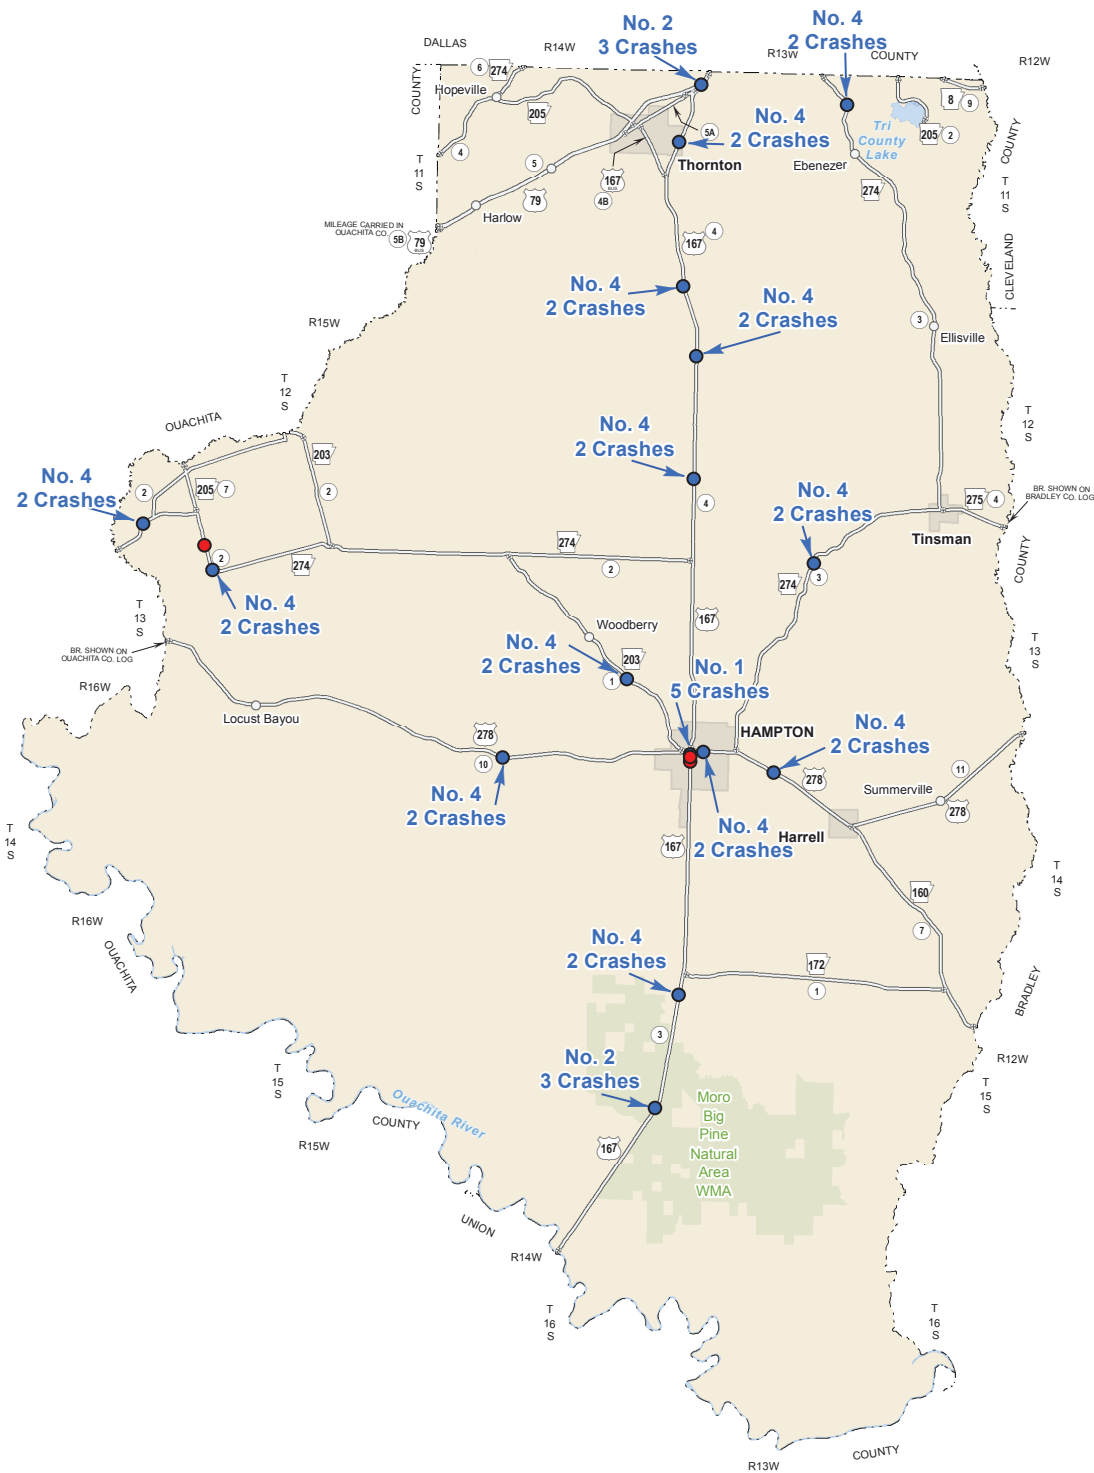 No. 2
3 Crashes
No. 4
2 Crashes
DALLAS
R14W
R13W
COUNTY
R12W
6
274
COUNTY
Hopeville
205
8
9
5A
No. 4
2 Crashes
Tri
County
Lake
205
2
COUNTY
4
5
Thornton
Ebenezer
T
11
S
167
BUS
4B
79
274
T
11
S
Harlow
MILEAGE CARRIED IN
OUACHITA CO.
5B
79
BUS
167
4
CLEVELAND
No. 4
2 Crashes
No. 4
2 Crashes
R15W
3
Ellisville
T
12
S
OUACHITA
No. 4
2 Crashes
T
12
S
203
No. 4
2 Crashes
2
205
7
2
4
No. 4
2 Crashes
275
4
BR. SHOWN ON
BRADLEY CO. LOG
Tinsman
2
274
274
2
274
3
COUNTY
No. 4
2 Crashes
T
13
S
167
Woodberry
BR. SHOWN ON
OUACHITA CO. LOG
No. 4
2 Crashes
203
1
T
13
S
R16W
No. 1
5 Crashes
Locust Bayou
278
10
HAMPTON
No. 4
2 Crashes
278
11
Summerville
278
No. 4
2 Crashes
T
14
S
167
No. 4
2 Crashes
Harrell
T
14
S
160
R16W
7
OUACHITA
No. 4
2 Crashes
172
1
BRADLEY
3
No. 2
3 Crashes
R12W
T
15
S
T
15
S
Ouachita River
COUNTY
Moro
Big
Pine
Natural
Area
WMA
R15W
167
UNION
R14W
T
16
S
T
16
S
COUNTY
R13W